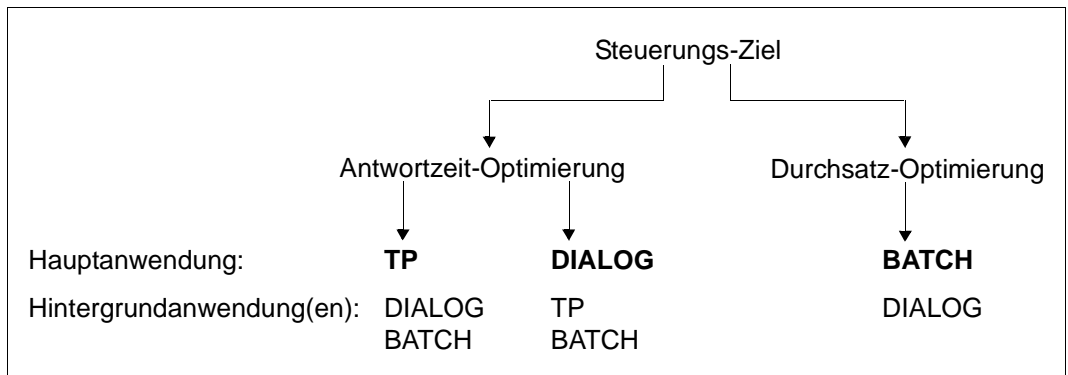 Steuerungs-Ziel
Antwortzeit-Optimierung Durchsatz-Optimierung
Hauptanwendung: TP DIALOG BATCH
Hintergrundanwendung(en): DIALOG TP DIALOG
BATCH BATCH